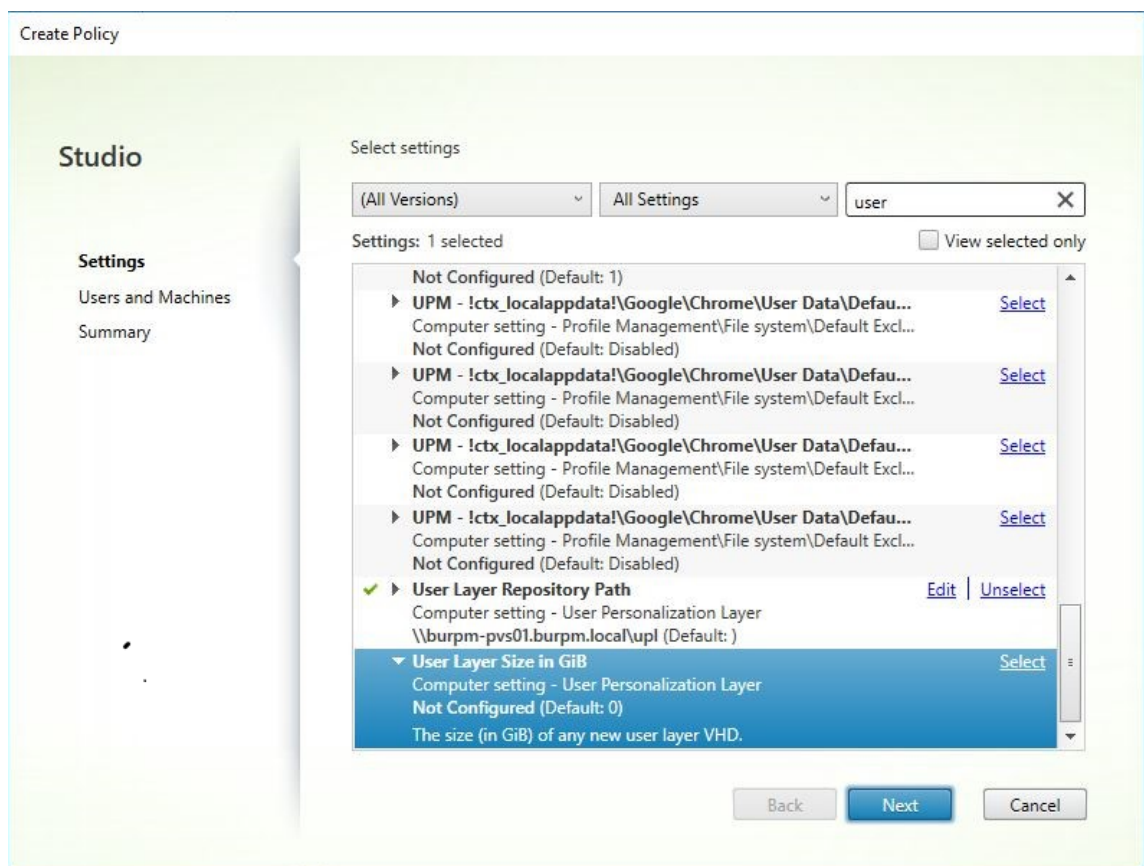 Create Policy
Studio
Settings
Users and Machines
Summary
Select settings
(All Versions)
All Settings
user
Settings: 1 selected
View selected only
Not Configured (Default: 1)
UPM - !ctx_localappdata!\Google\Chrome\User Data\Defau... Select
Computer setting - Profile Management\File system\Default Excl...
Not Configured (Default: Disabled)
UPM - !ctx_localappdata!\Google\Chrome\User Data\Defau... Select
Computer setting - Profile Management\File system\Default Excl...
Not Configured (Default: Disabled)
UPM - !ctx_localappdata!\Google\Chrome\User Data\Defau... Select
Computer setting - Profile Management\File system\Default Excl...
Not Configured (Default: Disabled)
UPM - !ctx_localappdata!\Google\Chrome\User Data\Defau... Select
Computer setting - Profile Management\File system\Default Excl...
Not Configured (Default: Disabled)
User Layer Repository Path Edit | Unselect
Computer setting - User Personalization Layer
\\burpm-pvs01.burpm.local\upl (Default: )
User Layer Size in GiB Select
Computer setting - User Personalization Layer
Not Configured (Default: 0)
The size (in GiB) of any new user layer VHD.
Back
Next
Cancel